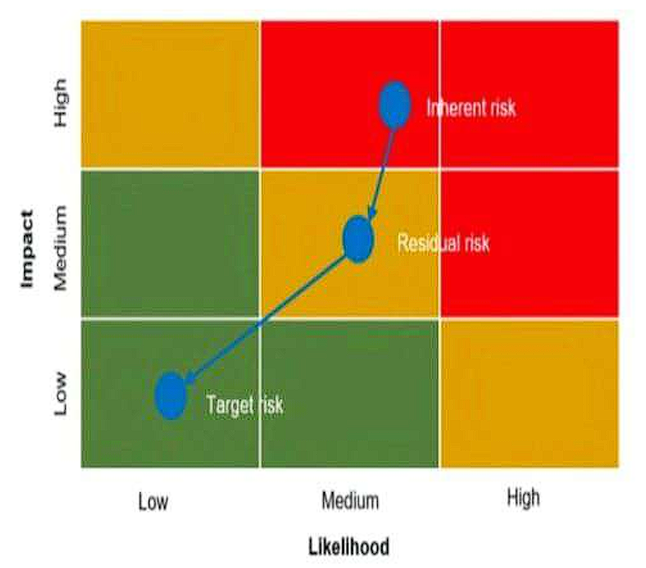 High
Inherent risk
Impact
Medium
Residual risk
Low
Target risk
Low
Medium
High
Likelihood